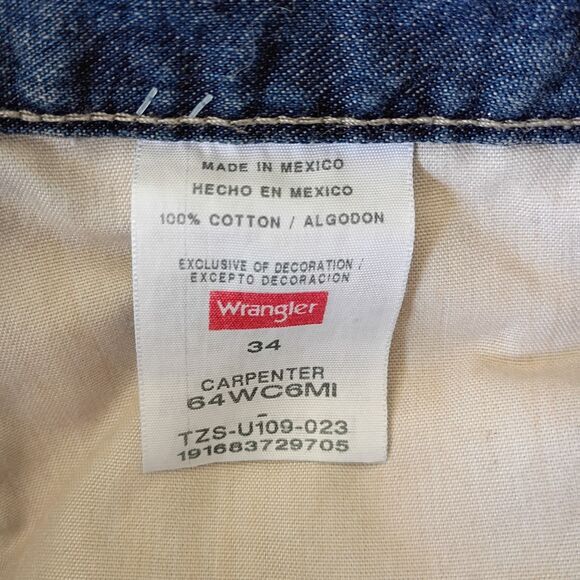 MADE IN MEXICO
HECHO EN MEXICO
100% COTTON / ALGODON
EXCLUSIVE OF DECORATION/
EXCEPTO DECORACION
Wrangler
34
CARPENTER
64WC6MI
TZS-U109-023
191683729705